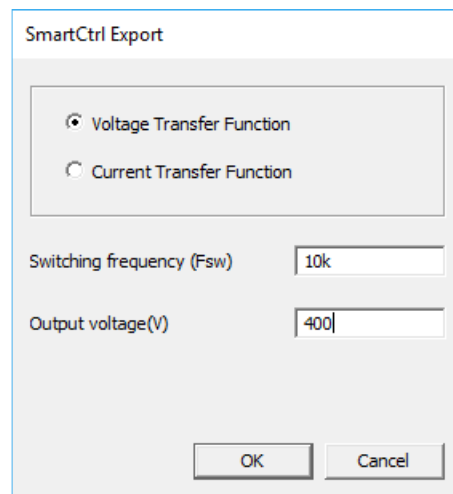 SmartCtrl Export
Voltage Transfer Function
Current Transfer Function
Switching frequency (Fsw) 10k
Output voltage(V) 400
OK Cancel